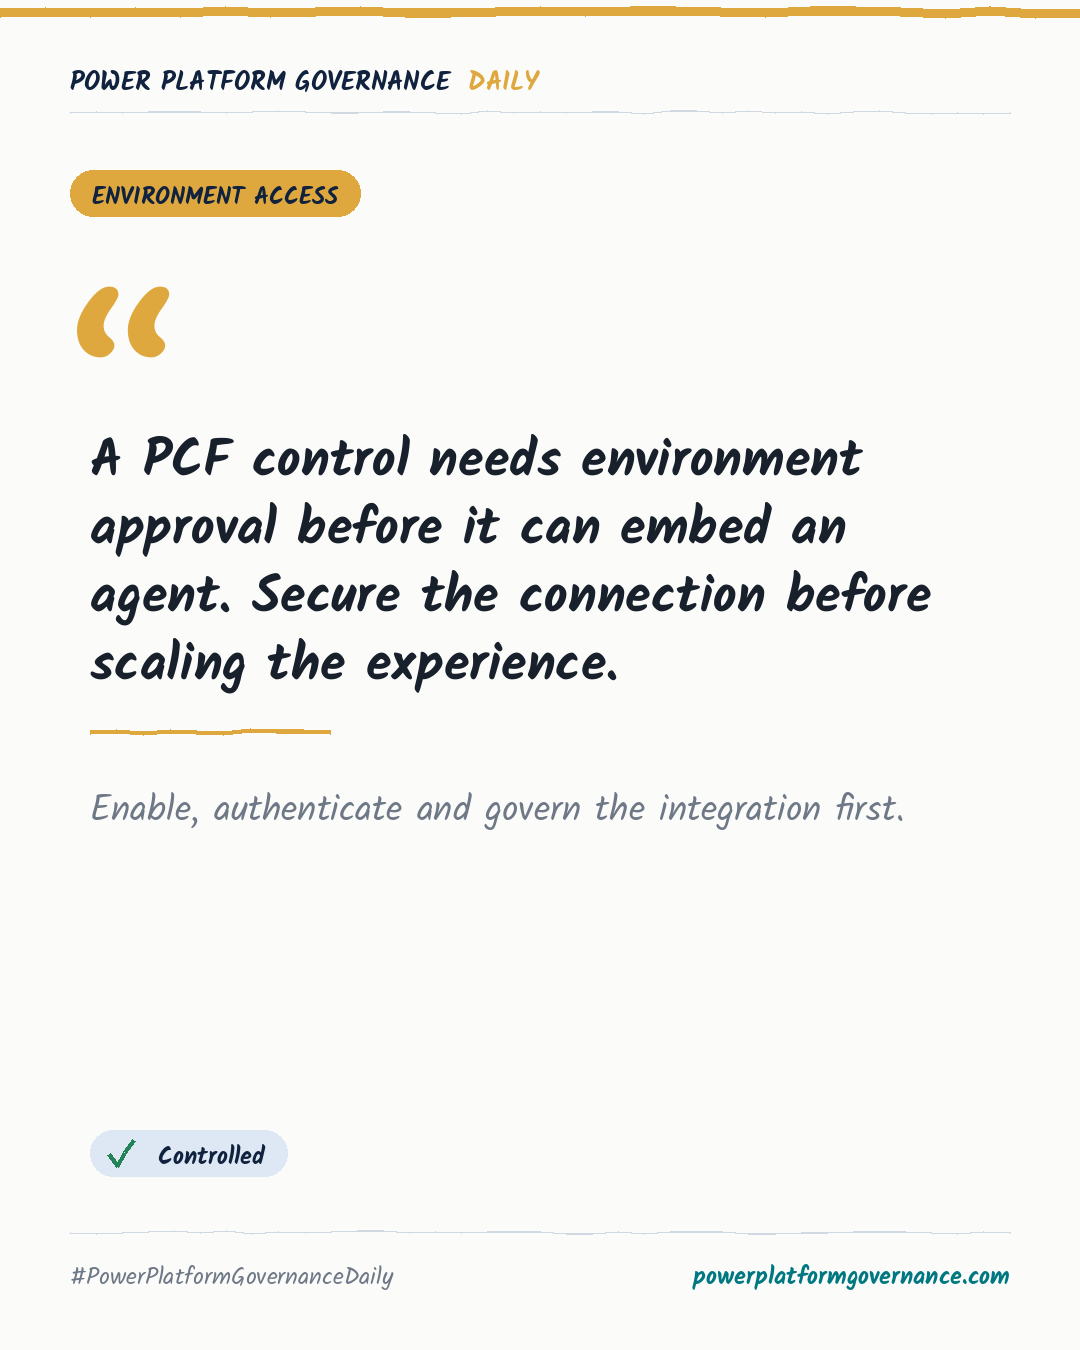 POWER PLATFORM GOVERNANCE DAILY
ENVIRONMENT ACCESS
“
A PCF control needs environment
approval before it can embed an
agent. Secure the connection before
scaling the experience.
Enable, authenticate and govern the integration first.
✓ Controlled
#PowerPlatformGovernanceDaily
powerplatformgovernance.com